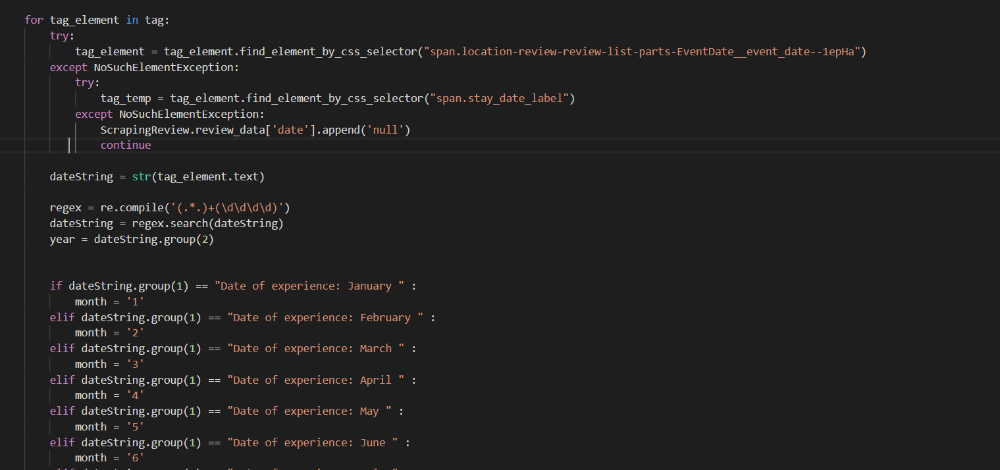 for tag_element in tag:
try:
tag_element = tag_element.find_element_by_css_selector("span.location-review-review-list-parts-EventDate__event_date--1epHa")
except NoSuchElementException:
try:
tag_temp = tag_element.find_element_by_css_selector("span.stay_date_label")
except NoSuchElementException:
ScrapingReview.review_data['date'].append('null')
continue
dateString = str(tag_element.text)
regex = re.compile('(.*.)+(\d\d\d\d)')
dateString = regex.search(dateString)
year = dateString.group(2)
if dateString.group(1) == "Date of experience: January " :
month = '1'
elif dateString.group(1) == "Date of experience: February " :
month = '2'
elif dateString.group(1) == "Date of experience: March " :
month = '3'
elif dateString.group(1) == "Date of experience: April " :
month = '4'
elif dateString.group(1) == "Date of experience: May " :
month = '5'
elif dateString.group(1) == "Date of experience: June " :
month = '6'